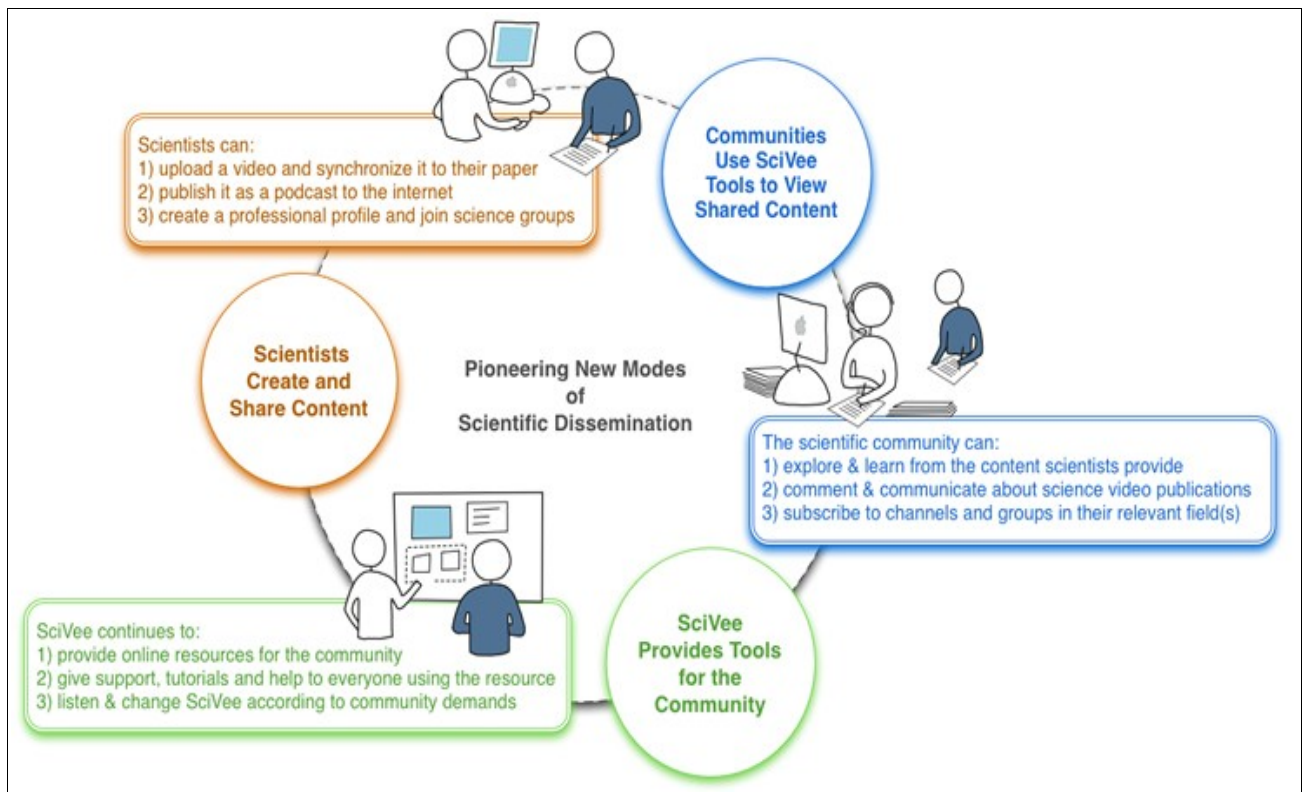 Scientists can:
1) upload a video and synchronize it to their paper
2) publish it as a podcast to the internet
3) create a professional profile and join science groups
Communities
Use SciVee
Tools to View
Shared Content
Scientists
Create and
Share Content
Pioneering New Modes
of
Scientific Dissemination
The scientific community can:
1) explore & learn from the content scientists provide
2) comment & communicate about science video publications
3) subscribe to channels and groups in their relevant field(s)
SciVee continues to:
1) provide online resources for the community
2) give support, tutorials and help to everyone using the resource
3) listen & change SciVee according to community demands
SciVee
Provides Tools
for the
Community